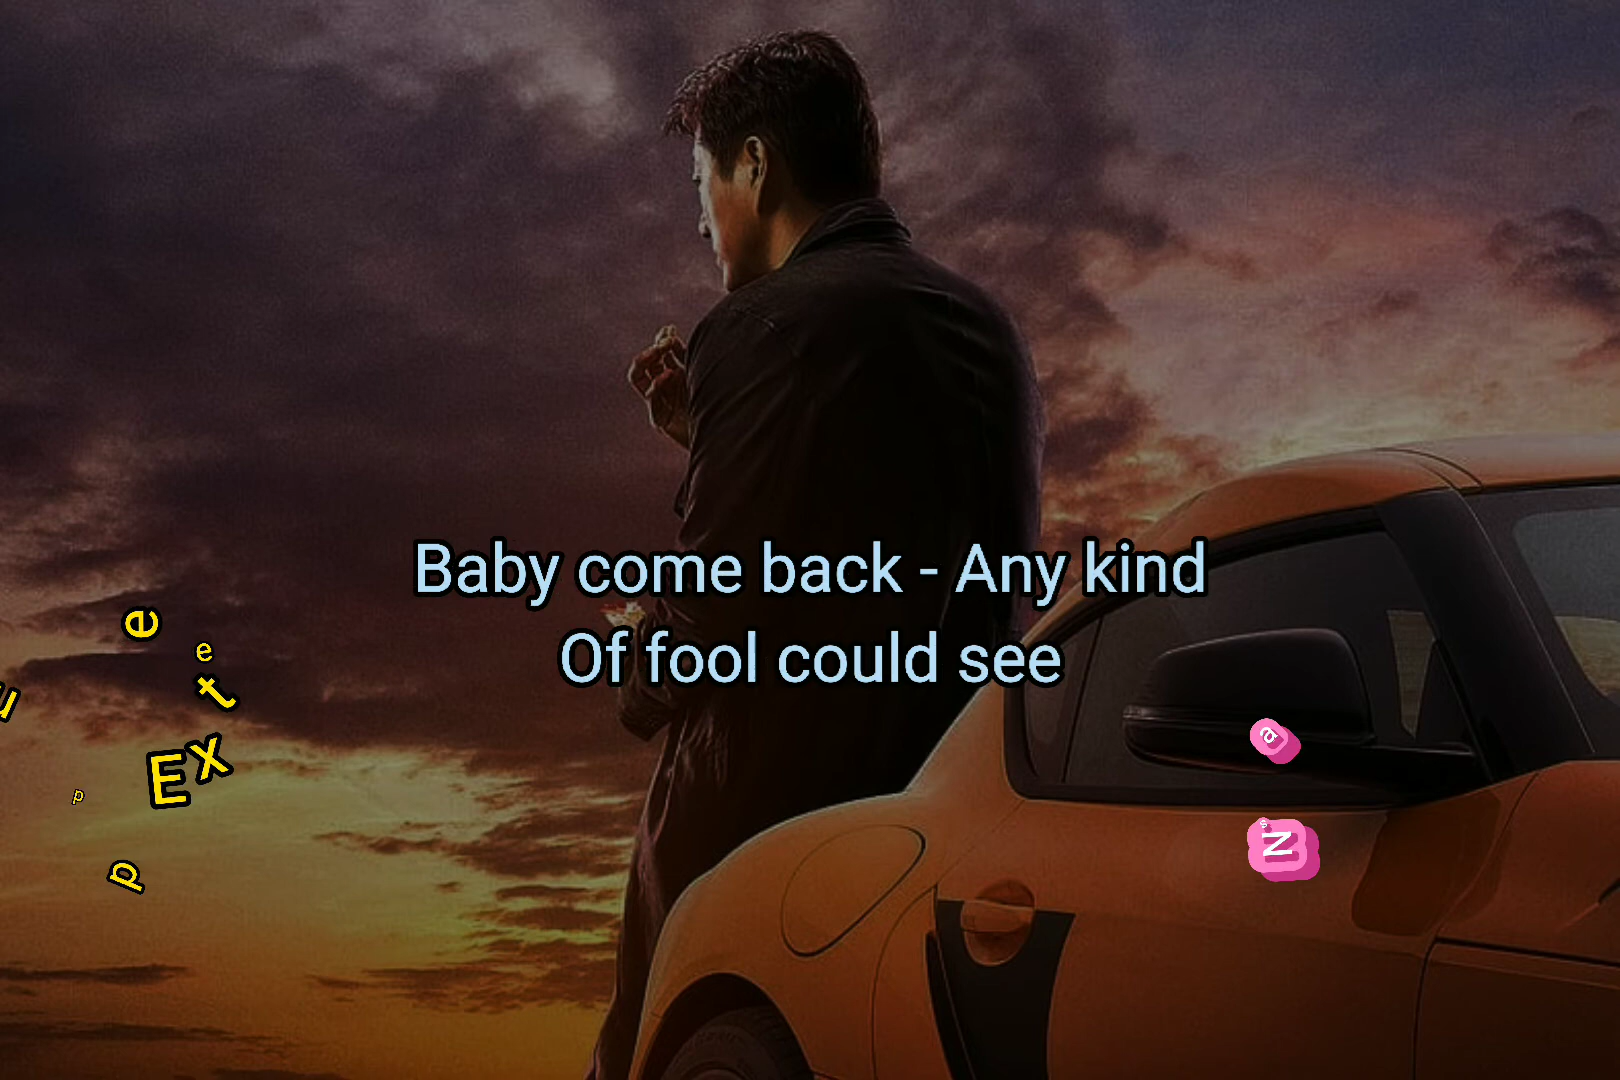 Baby come back - Any kind
Of fool could see
e
e
t
E x
p
p
a
s
N